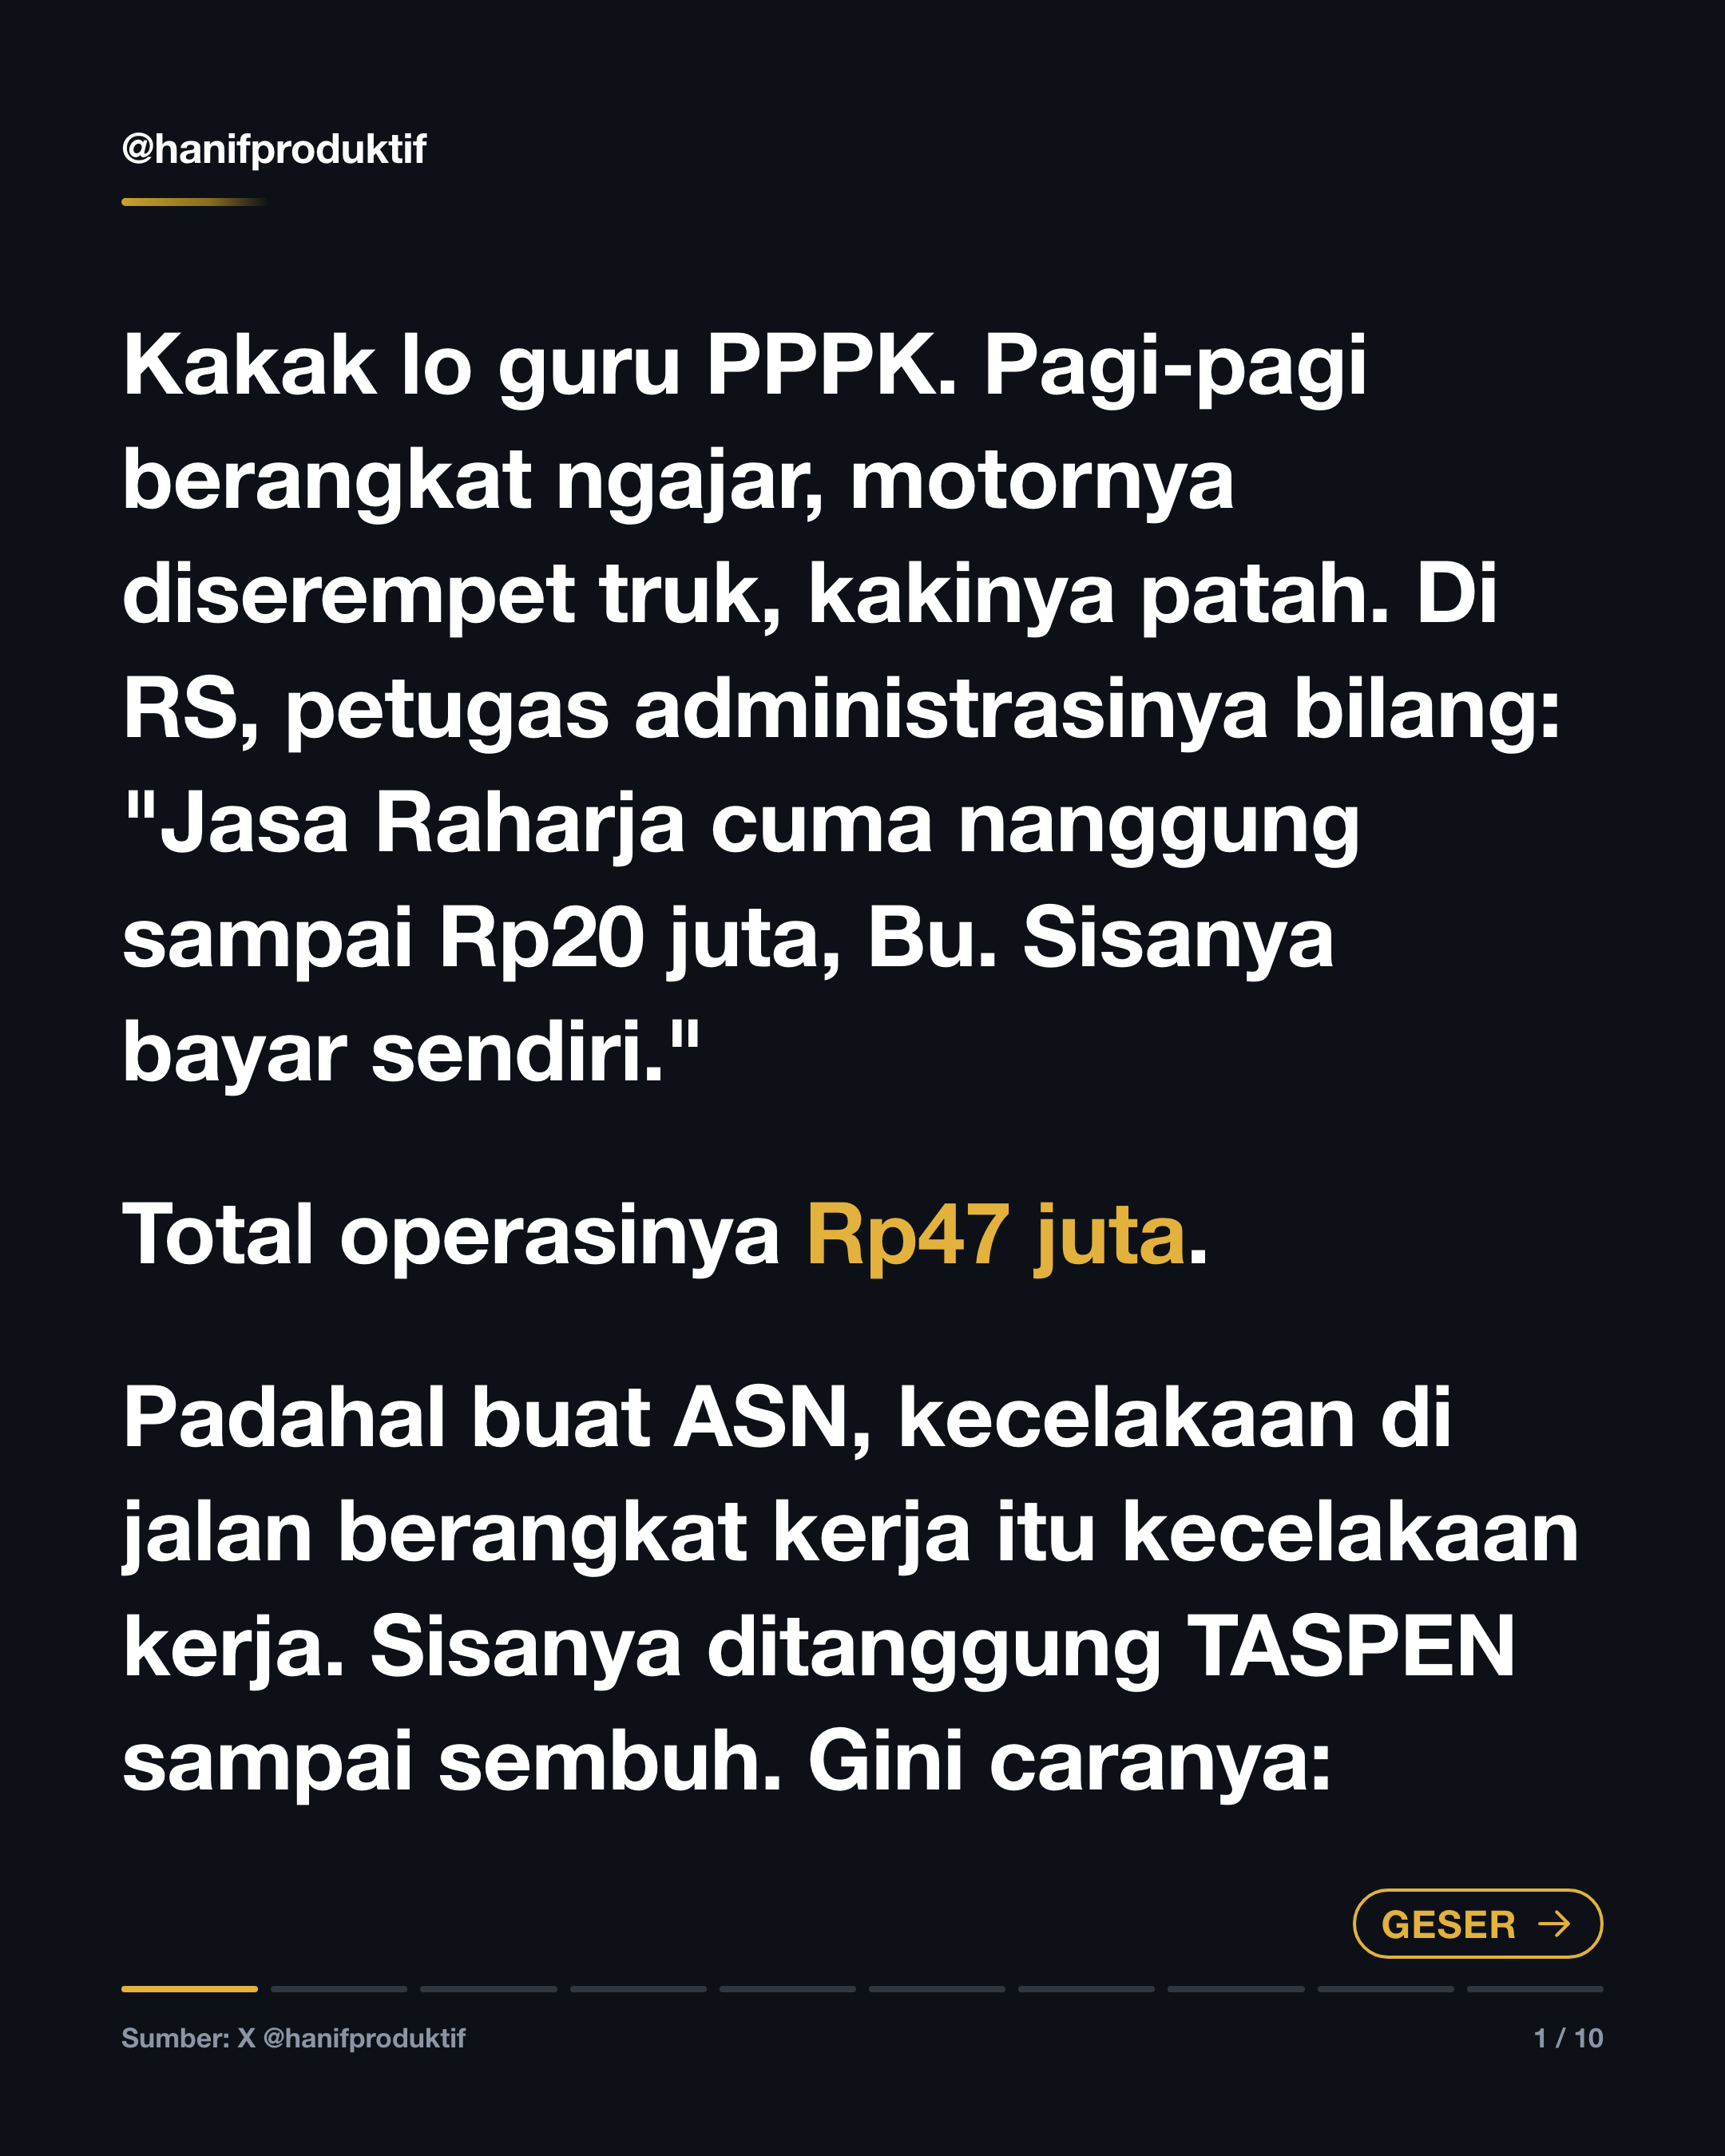 @hanifproduktif
Kakak lo guru PPPK. Pagi-pagi
berangkat ngajar, motornya
diserempet truk, kakinya patah. Di
RS, petugas administrasinya bilang:
"Jasa Raharja cuma nanggung
sampai Rp20 juta, Bu. Sisanya
bayar sendiri."
Total operasinya Rp47 juta.
Padahal buat ASN, kecelakaan di
jalan berangkat kerja itu kecelakaan
kerja. Sisanya ditanggung TASPEN
sampai sembuh. Gini caranya:
GESER →
Sumber: X @hanifproduktif
1 / 10